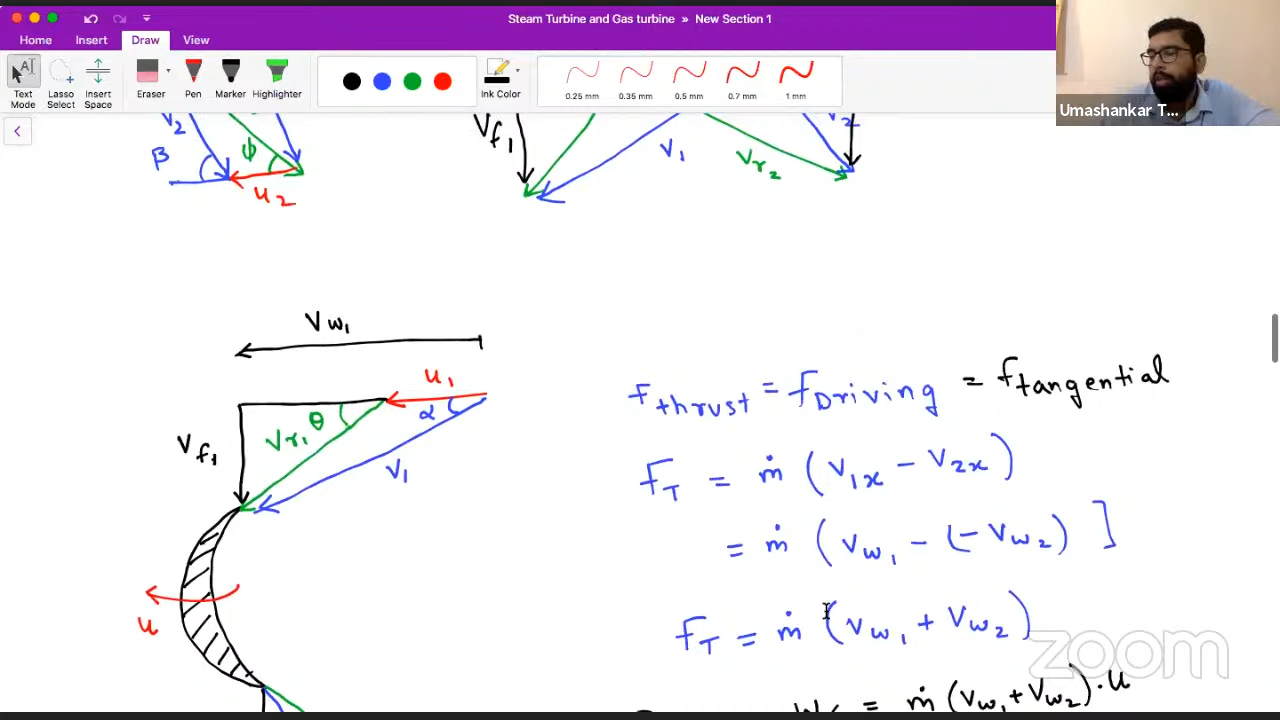 Steam Turbine and Gas turbine » New Section 1
Home Insert Draw View
Text Mode
Lasso Select
Insert Space
Eraser
Pen
Marker
Highlighter
Ink Color
0.25 mm
0.35 mm
0.5 mm
0.7 mm
1 mm
Umashankar T...
V2
β
ψ
u2
Vf1
V1
Vr2
V2
Vw1
u1
α
θ
Vr1
Vf1
V1
u
Fthrust = FDriving = Ftangential
FT = ṁ (V1x - V2x)
= ṁ (Vw1 - (-Vw2)]
FT = ṁ (Vw1 + Vw2)
= ṁ (Vw1+Vw2)·u
zoom